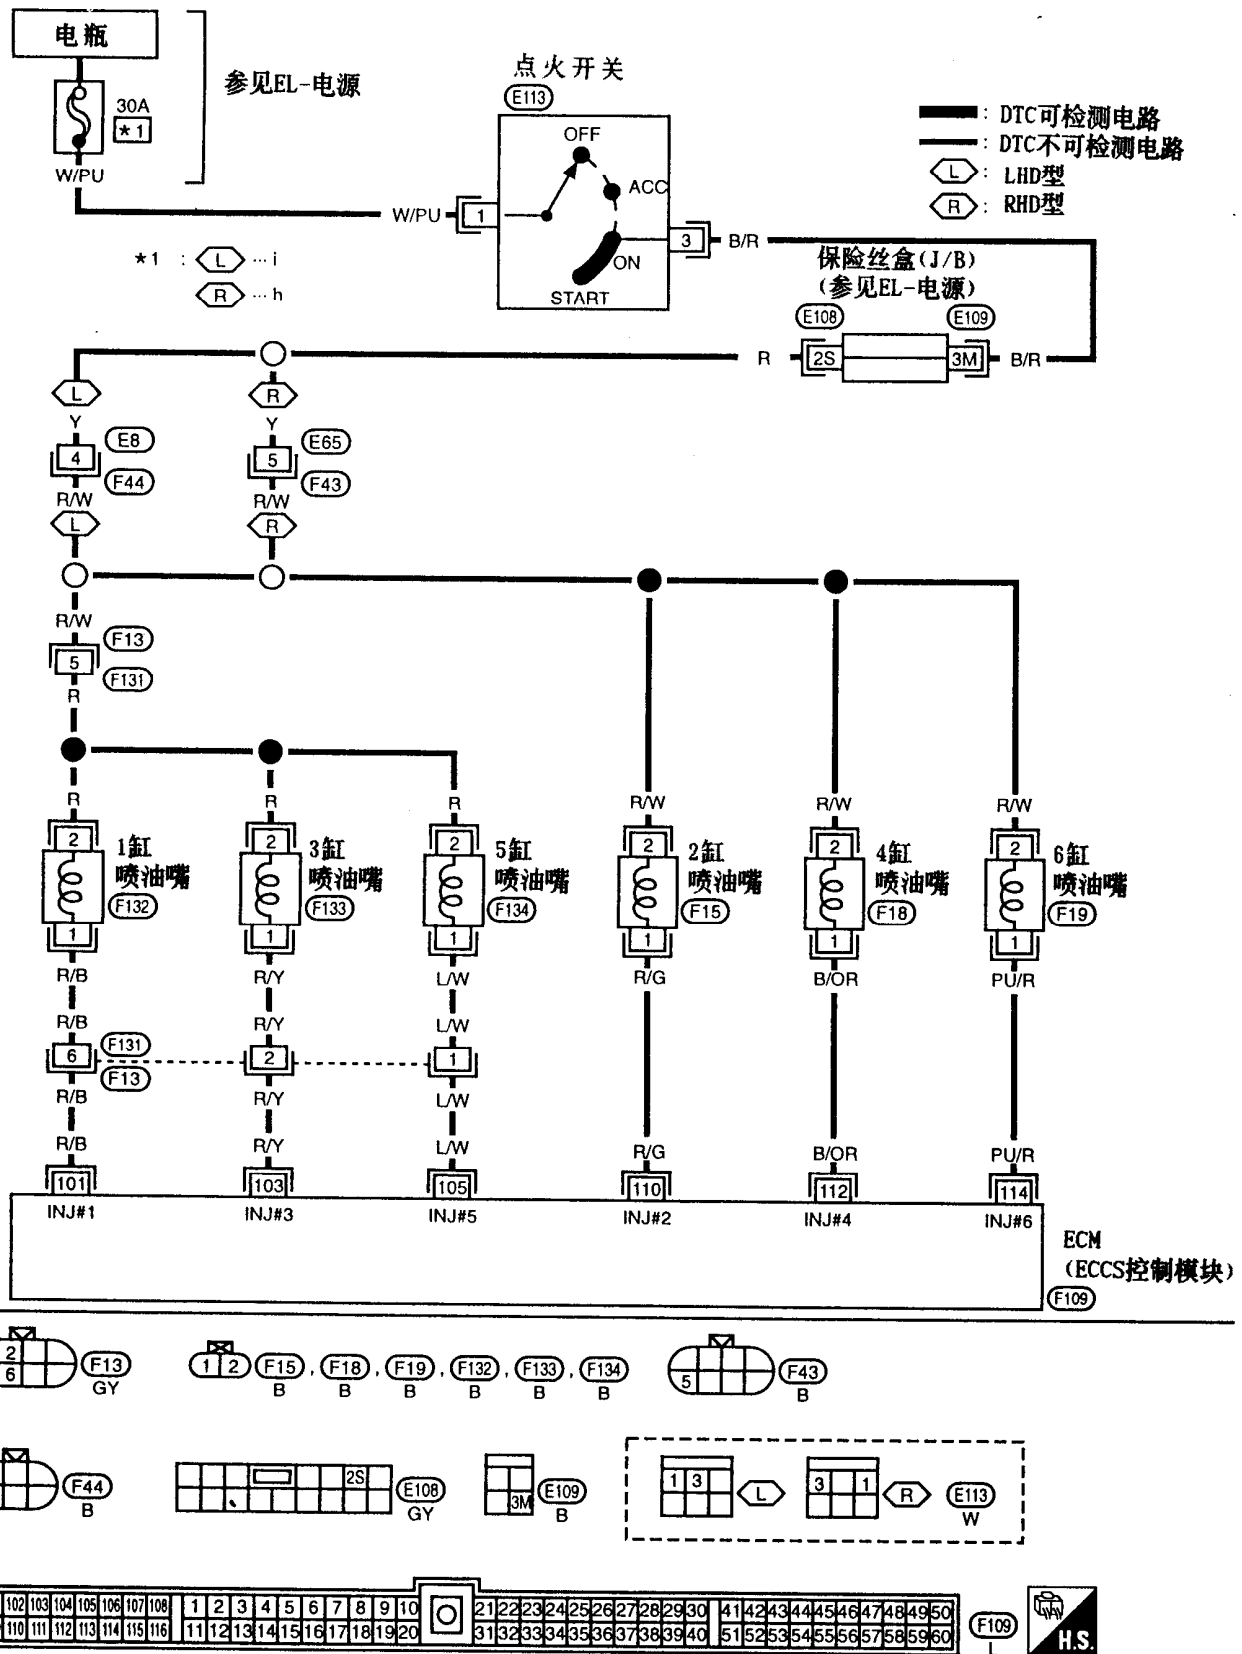 电瓶
参见EL-电源
30A
★1
W/PU
点火开关
E113
OFF
ACC
ON
START
W/PU
1
3
B/R
━: DTC可检测电路
━: DTC不可检测电路
L: LHD型
R: RHD型
★1 : L …i
R …h
保险丝盒(J/B)
(参见EL-电源)
E108
E109
R
2S
3M
B/R
L
R
Y
Y
4
E8
5
E65
F44
F43
R/W
R/W
L
R
R/W
F13
5
F131
R
R
R
R
R/W
R/W
R/W
2
2
2
2
2
2
1缸
喷油嘴
F132
3缸
喷油嘴
F133
5缸
喷油嘴
F134
2缸
喷油嘴
F15
4缸
喷油嘴
F18
6缸
喷油嘴
F19
1
1
1
1
1
1
R/B
R/Y
L/W
R/G
B/OR
PU/R
R/B
R/Y
L/W
6
F131
2
1
F13
R/B
R/Y
L/W
R/B
R/Y
L/W
R/G
B/OR
PU/R
101
103
105
110
112
114
INJ#1
INJ#3
INJ#5
INJ#2
INJ#4
INJ#6
ECM
(ECCS控制模块)
F109
2
6
F13
GY
1 2
F15 , F18 , F19 , F132 , F133 , F134
B B B B B B
5
F43
B
F44
B
2S
E108
GY
3M
E109
B
1 3
L
3 1
R
E113
W
102 103 104 105 106 107 108 1 2 3 4 5 6 7 8 9 10 21 22 23 24 25 26 27 28 29 30 41 42 43 44 45 46 47 48 49 50
110 111 112 113 114 115 116 11 12 13 14 15 16 17 18 19 20 31 32 33 34 35 36 37 38 39 40 51 52 53 54 55 56 57 58 59 60
F109
H.S.